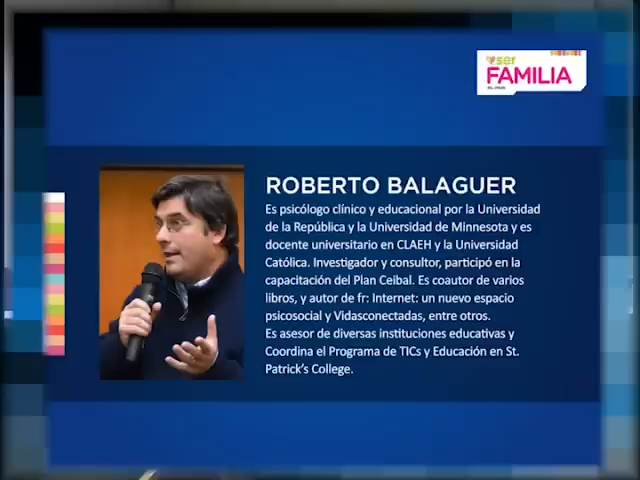 ser
FAMILIA
ROBERTO BALAGUER
Es psicólogo clínico y educacional por la Universidad
de la República y la Universidad de Minnesota y es
docente universitario en CLAEH y la Universidad
Católica. Investigador y consultor, participó en la
capacitación del Plan Ceibal. Es coautor de varios
libros, y autor de fr: Internet: un nuevo espacio
psicosocial y Vidasconectadas, entre otros.
Es asesor de diversas instituciones educativas y
Coordina el Programa de TICs y Educación en St.
Patrick's College.